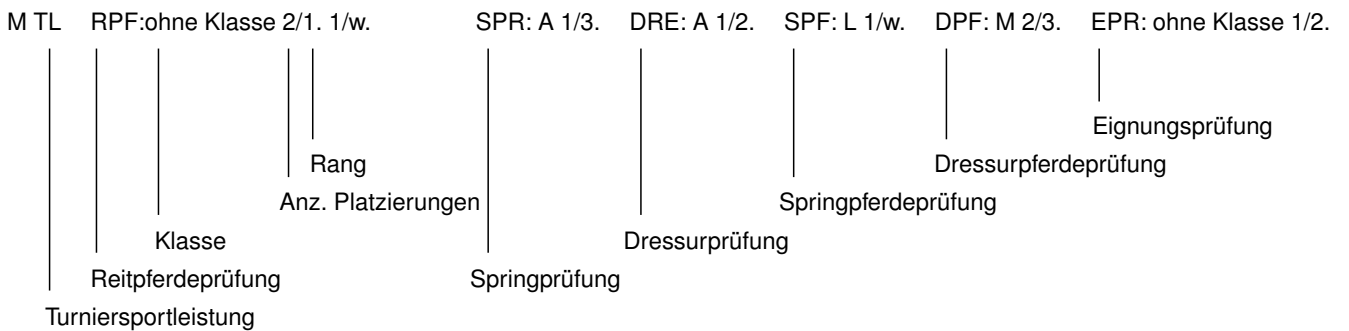 M TL RPF:ohne Klasse 2/1. 1/w. SPR: A 1/3. DRE: A 1/2. SPF: L 1/w. DPF: M 2/3. EPR: ohne Klasse 1/2.
Eignungsprüfung
Rang Dressurpferdeprüfung
Anz. Platzierungen Springpferdeprüfung
Klasse Dressurprüfung
Reitpferdeprüfung Springprüfung
Turniersportleistung